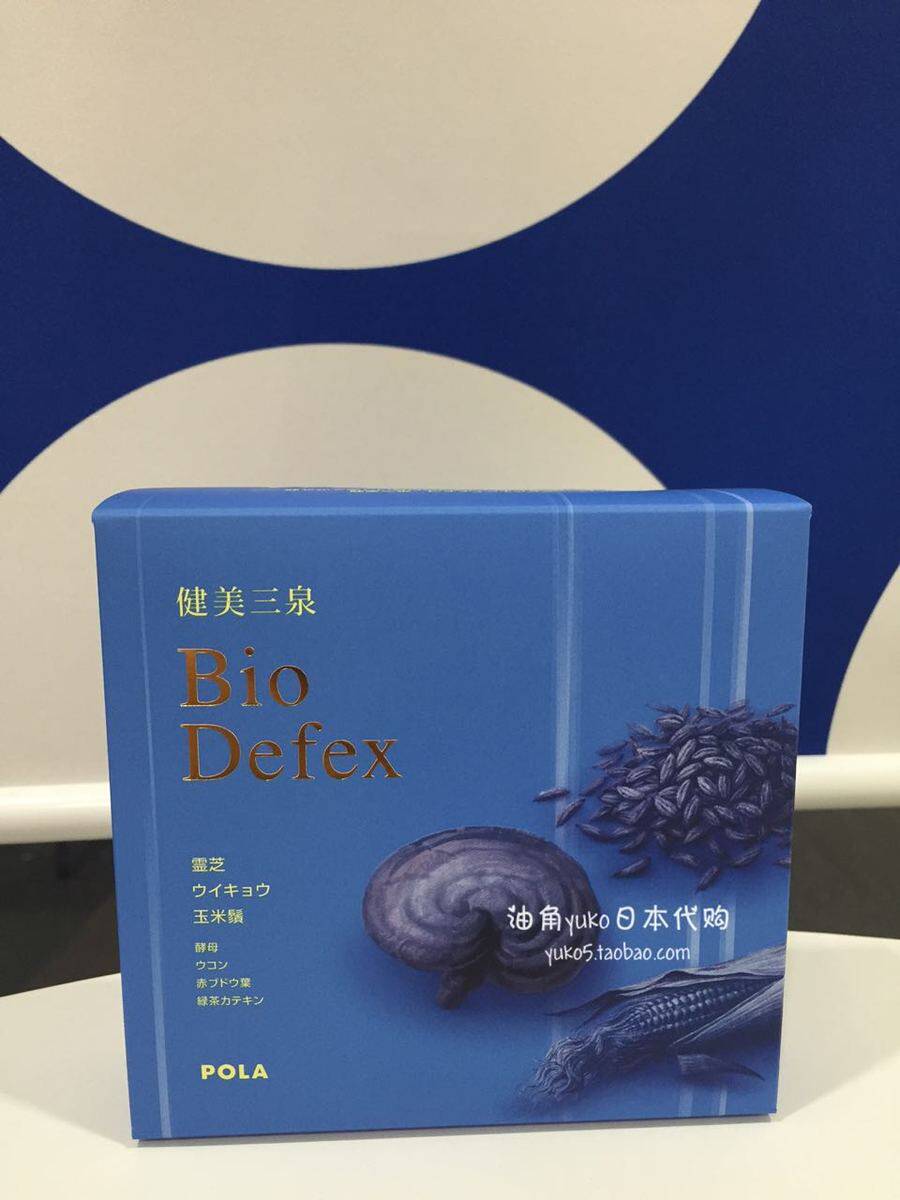 健美三泉
Bio
Defex
霊芝
ウイキョウ
玉米鬚
酵母
ウコン
赤ブドウ葉
緑茶カテキン
POLA
油角yuko日本代购
yuko5.taobao.com